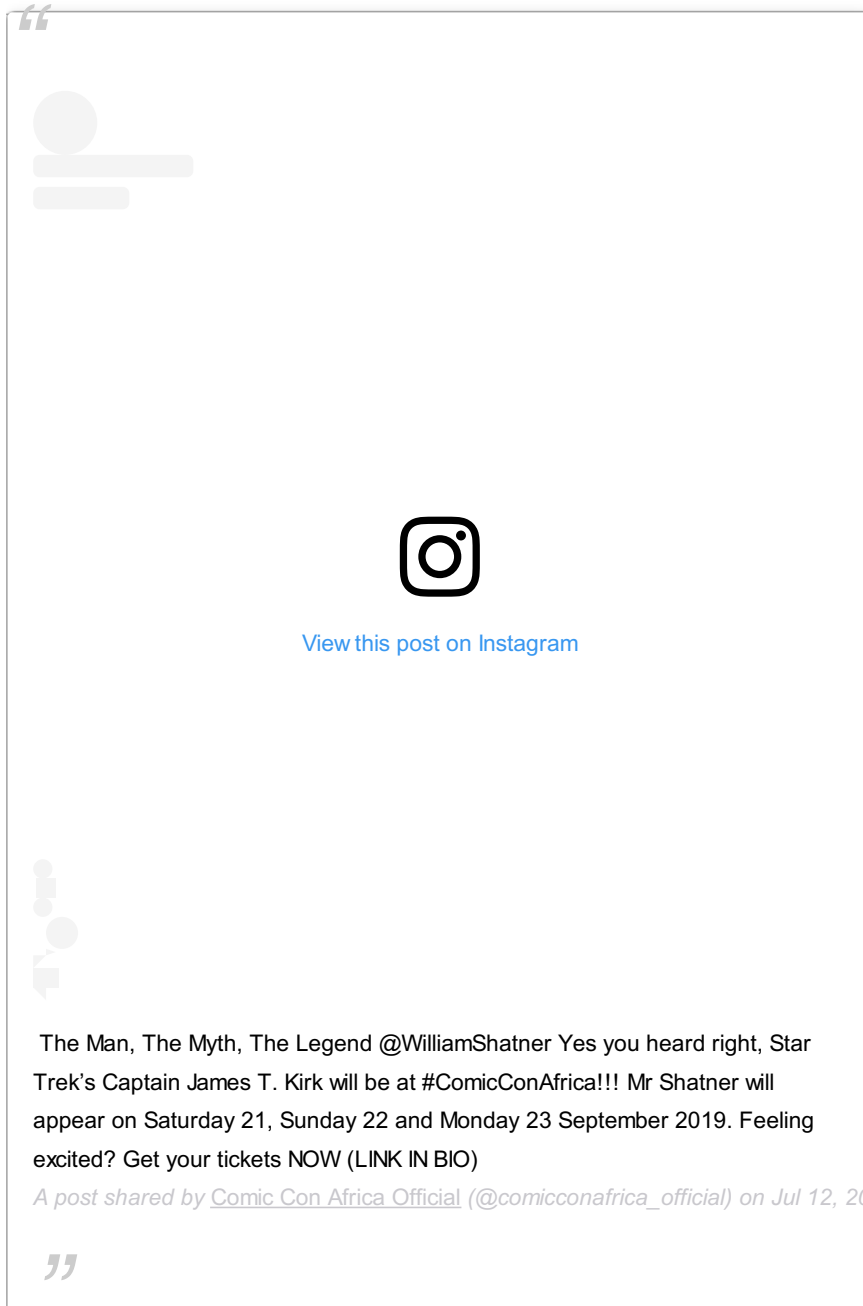 “
View this post on Instagram
The Man, The Myth, The Legend @WilliamShatner Yes you heard right, Star
Trek’s Captain James T. Kirk will be at #ComicConAfrica!!! Mr Shatner will
appear on Saturday 21, Sunday 22 and Monday 23 September 2019. Feeling
excited? Get your tickets NOW (LINK IN BIO)
A post shared by Comic Con Africa Official (@comicconafrica_official) on Jul 12, 20
”